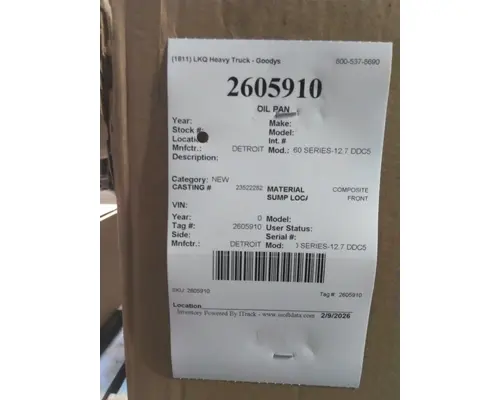 (1811) LKQ Heavy Truck - Goodys 800-537-8690
2605910
OIL PAN
Year: Make:
Stock #: Model:
Location: Int. #
Mnfctr.: DETROIT Mod.: 60 SERIES-12.7 DDC5
Description:
Category: NEW
CASTING # 23522282 MATERIAL COMPOSITE
SUMP LOCA FRONT
VIN:
Year: 0 Model:
Tag #: 2605910 User Status:
Side: Serial #:
Mnfctr.: DETROIT Mod: 0 SERIES-12.7 DDC5
SKU: 2605910 Tag #: 2605910
Location
Inventory Powered By ITrack - www.isoftdata.com 2/9/2026